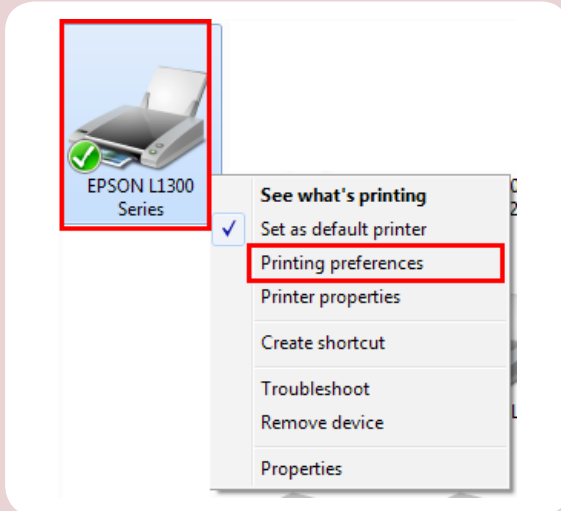 EPSON L1300
Series
See what's printing
Set as default printer
Printing preferences
Printer properties
Create shortcut
Troubleshoot
Remove device
Properties